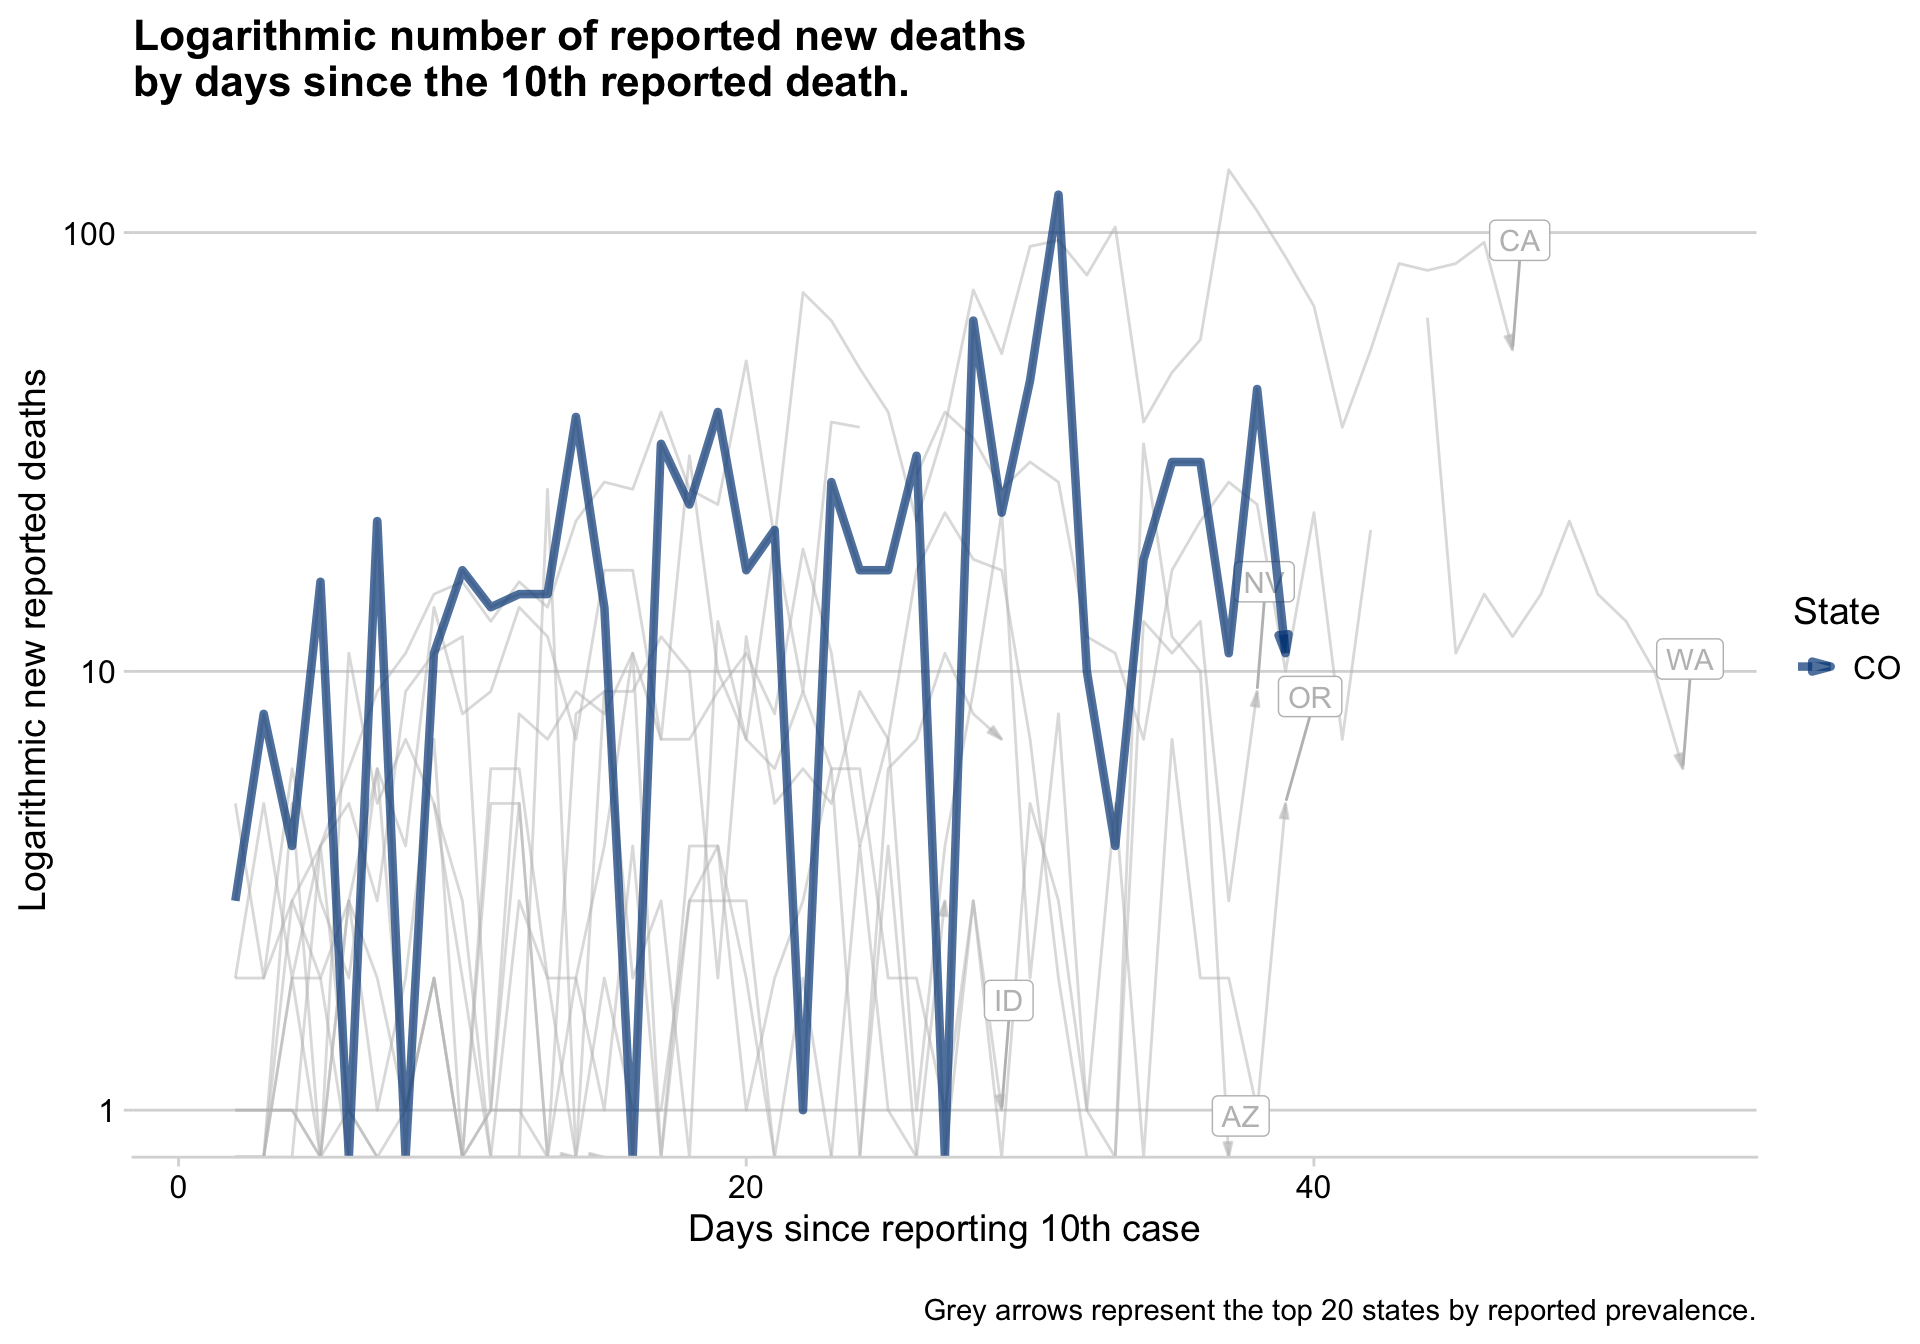 Logarithmic number of reported new deaths
by days since the 10th reported death.
Logarithmic new reported deaths
100
10
1
CA
NV
WA
OR
ID
AZ
State
CO
0
20
40
Days since reporting 10th case
Grey arrows represent the top 20 states by reported prevalence.